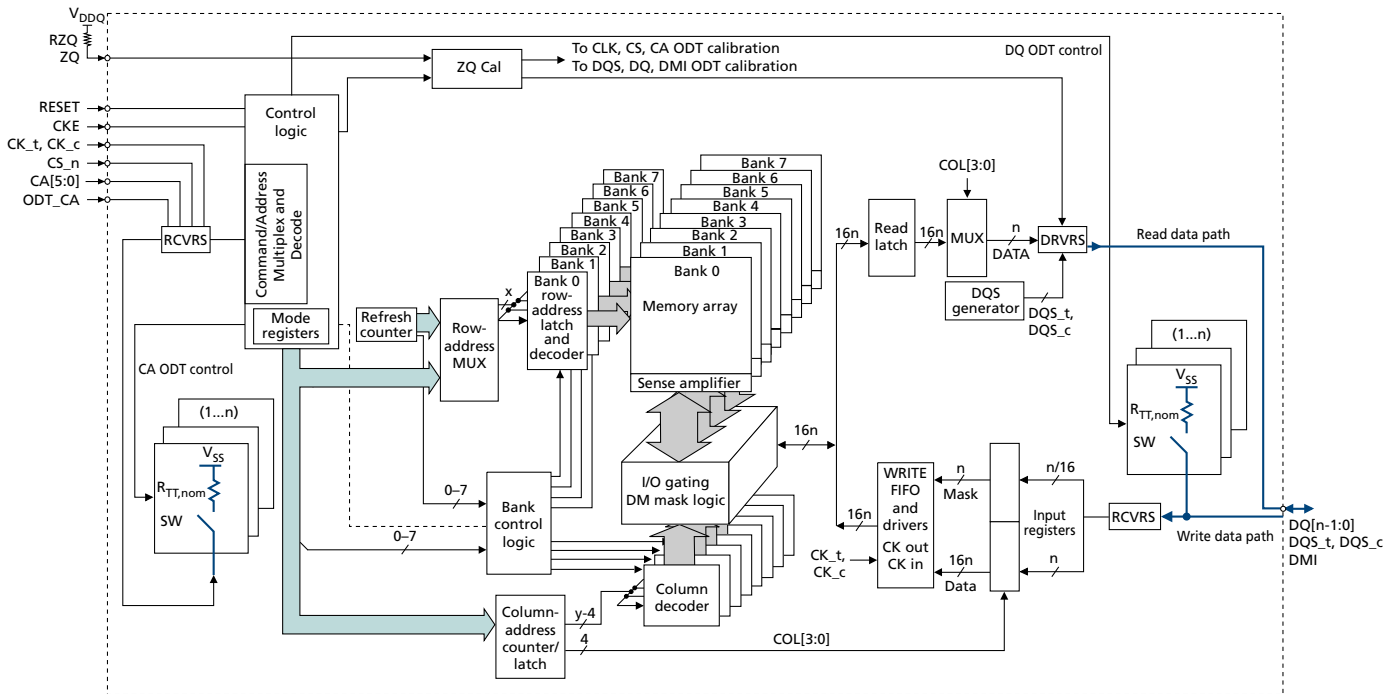 VDDQ
RZQ
ZQ
RESET
CKE
CK_t, CK_c
CS_n
CA[5:0]
ODT_CA
RCVRS
Control
logic
Command/Address
Multiplex and
Decode
Mode
registers
ZQ Cal
To CLK, CS, CA ODT calibration
To DQS, DQ, DMI ODT calibration
DQ ODT control
CA ODT control
(1...n)
VSS
RTT,nom
SW
Refresh
counter
Row-
address
MUX
x
Bank 7
Bank 6
Bank 5
Bank 4
Bank 3
Bank 2
Bank 1
Bank 0
row-
address
latch
and
decoder
Bank 7
Bank 6
Bank 5
Bank 4
Bank 3
Bank 2
Bank 1
Bank 0
Memory array
Sense amplifier
I/O gating
DM mask logic
16n
0–7
0–7
Bank
control
logic
Column
decoder
Column-
address
counter/
latch
y-4
4
COL[3:0]
16n
Read
latch
16n
COL[3:0]
MUX
n
DATA
DRVRS
Read data path
DQS
generator
DQS_t,
DQS_c
(1...n)
VSS
RTT,nom
SW
16n
WRITE
FIFO
and
drivers
CK out
CK in
CK_t,
CK_c
n
Mask
16n
Data
Input
registers
n/16
n
RCVRS
Write data path
DQ[n-1:0]
DQS_t, DQS_c
DMI